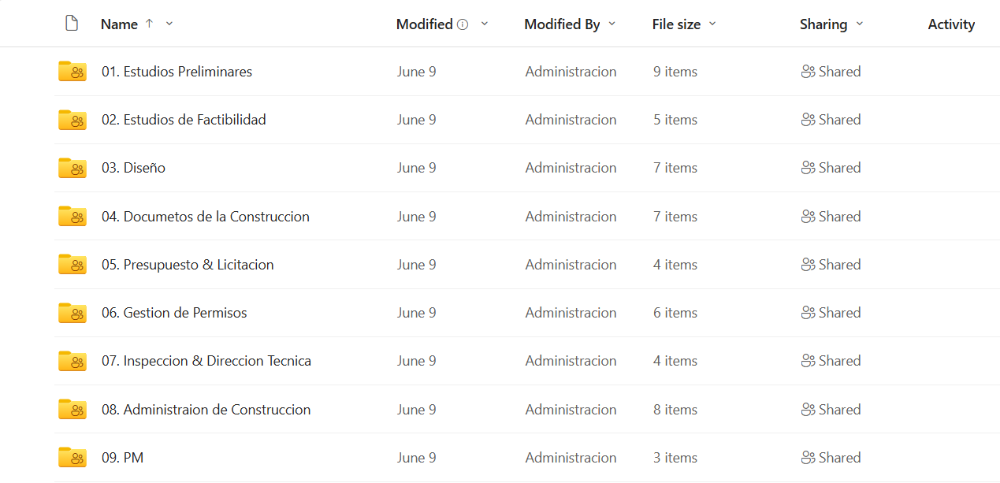 Name Modified Modified By File size Sharing Activity
01. Estudios Preliminares June 9 Administracion 9 items Shared
02. Estudios de Factibilidad June 9 Administracion 5 items Shared
03. Diseño June 9 Administracion 7 items Shared
04. Documetos de la Construccion June 9 Administracion 7 items Shared
05. Presupuesto & Licitacion June 9 Administracion 4 items Shared
06. Gestion de Permisos June 9 Administracion 6 items Shared
07. Inspeccion & Direccion Tecnica June 9 Administracion 4 items Shared
08. Administraion de Construccion June 9 Administracion 8 items Shared
09. PM June 9 Administracion 3 items Shared